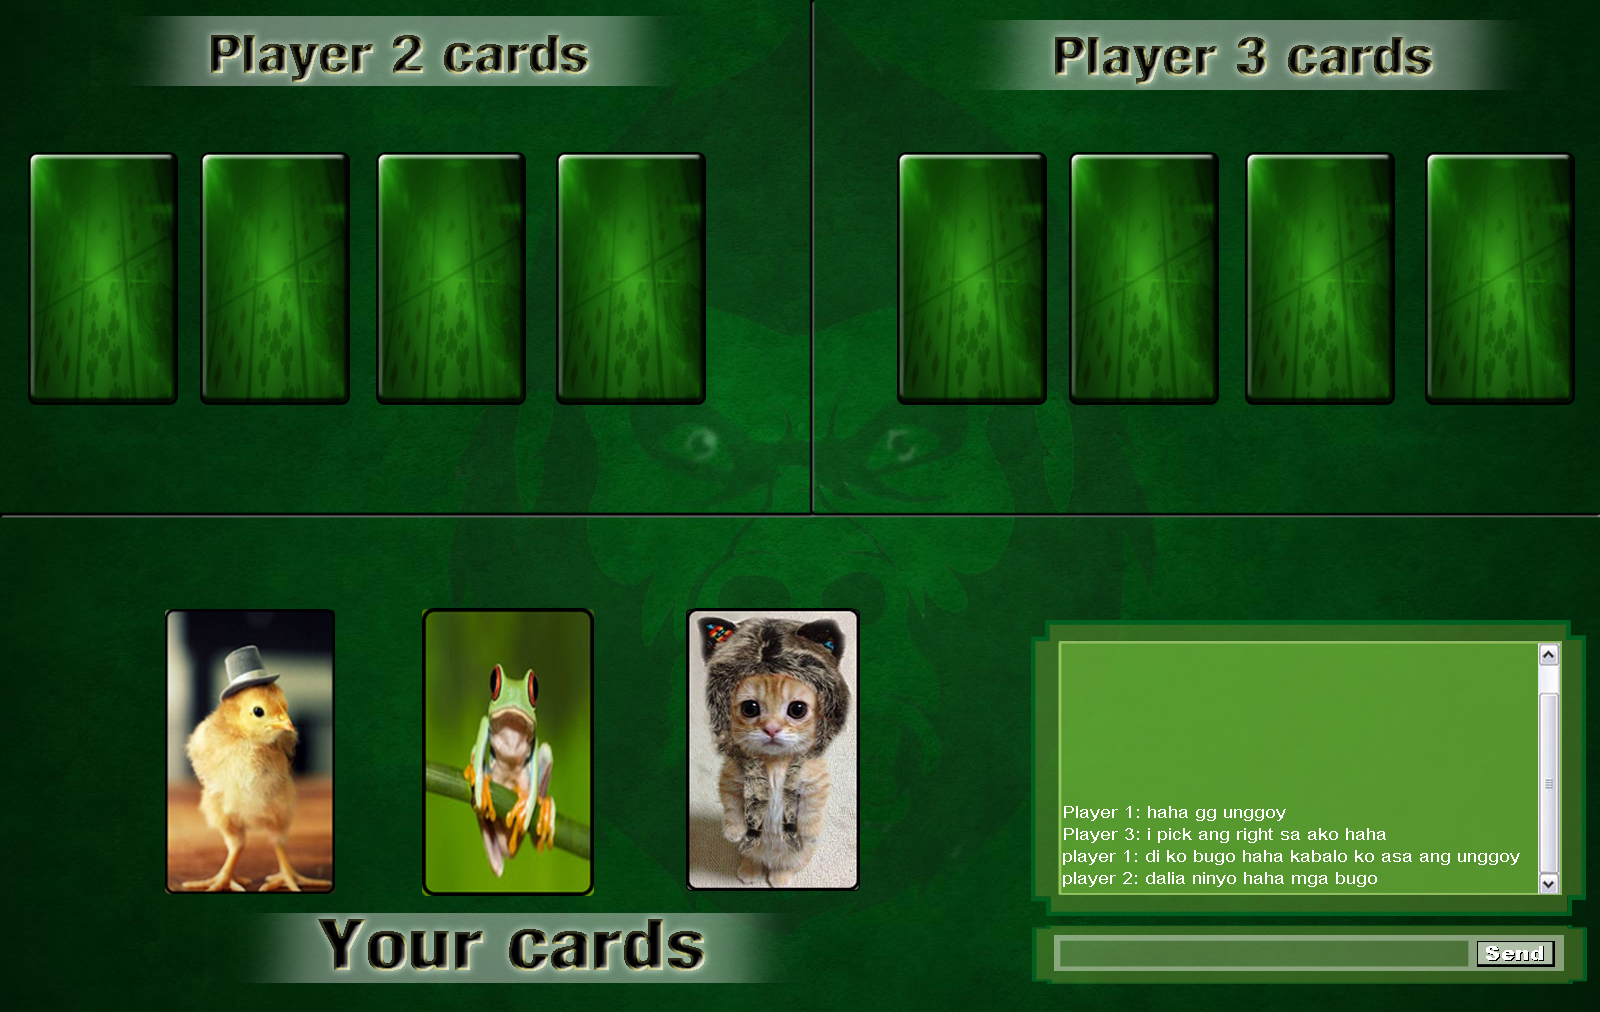 Player 2 cards
Player 3 cards
Player 1: haha gg unggoy
Player 3: i pick ang right sa ako haha
player 1: di ko bugo haha kabalo ko asa ang unggoy
player 2: dalia ninyo haha mga bugo
Your cards
Send